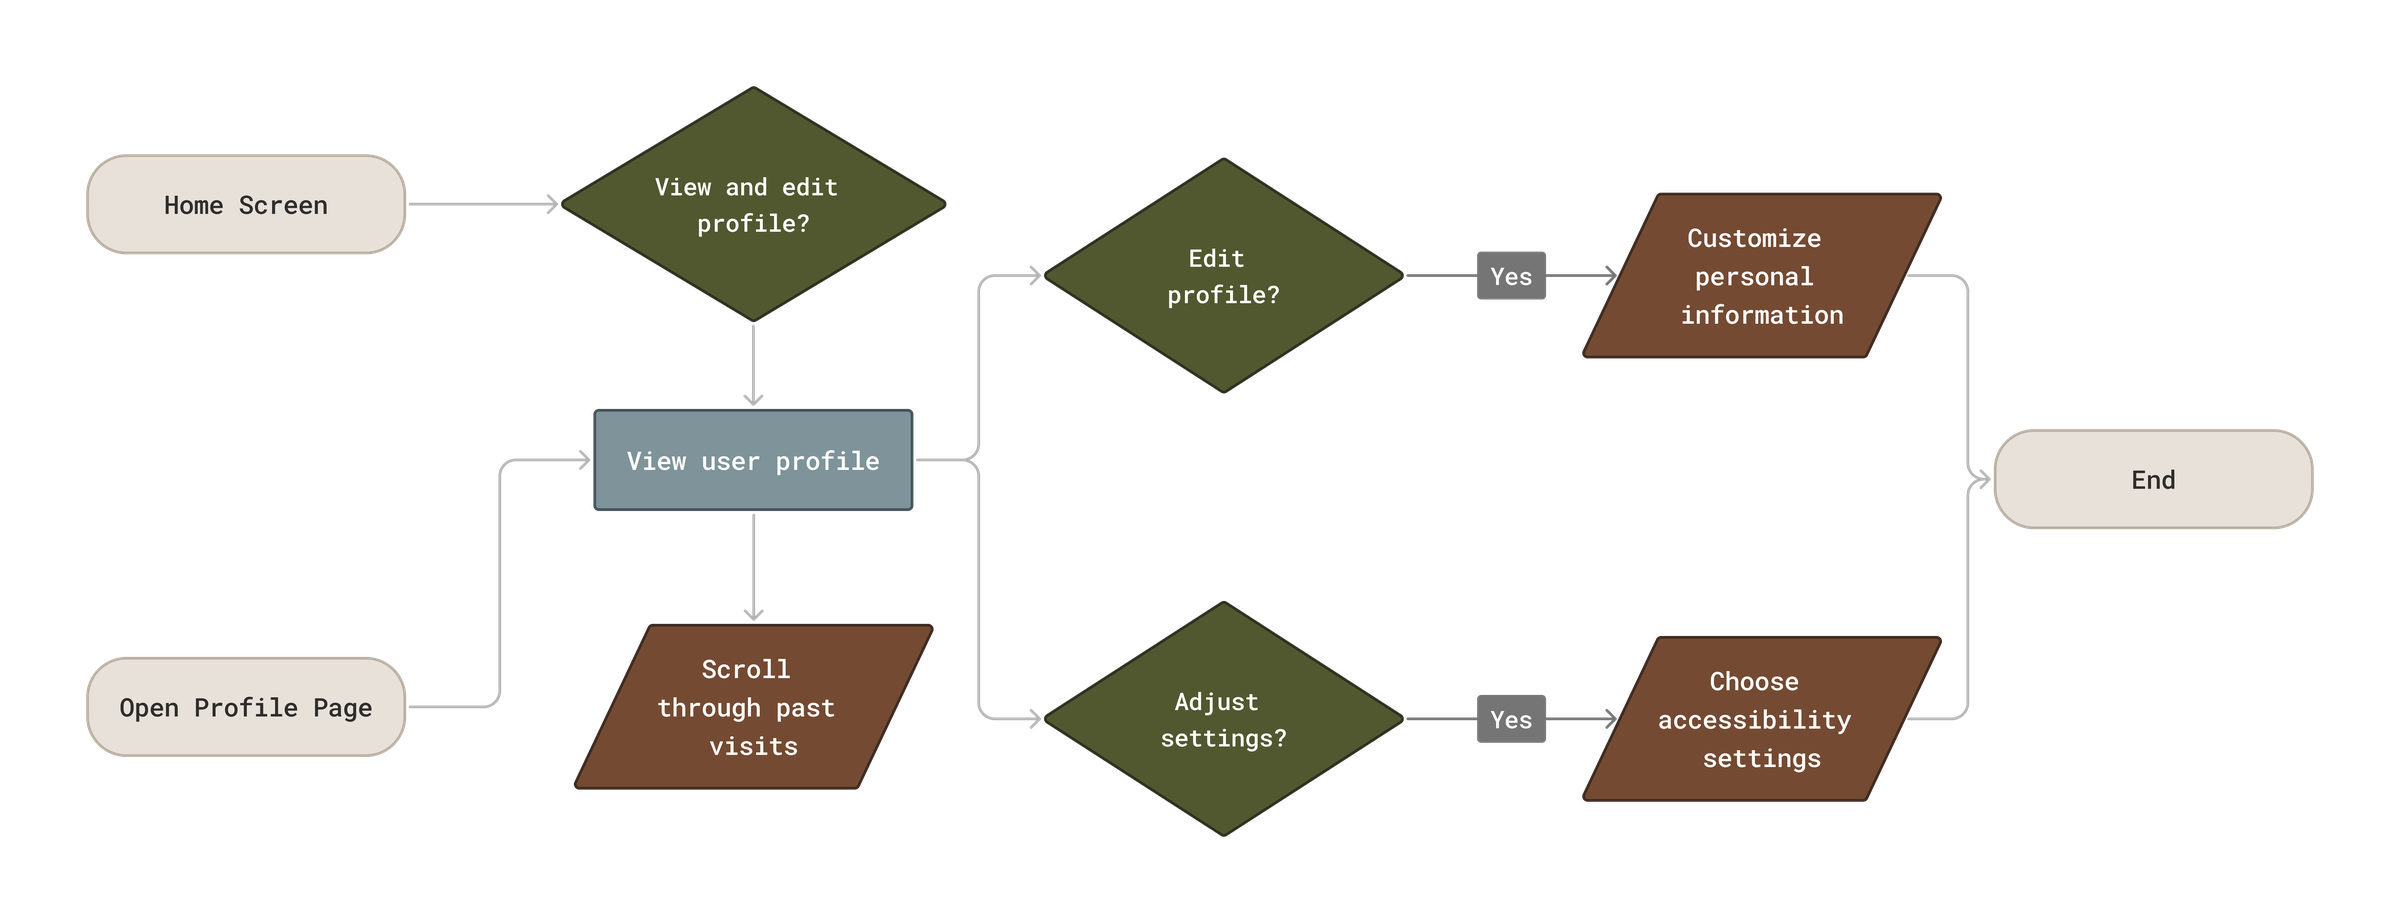 Home Screen
View and edit
profile?
View user profile
Open Profile Page
Scroll
through past
visits
Edit
profile?
Yes
Customize
personal
information
Adjust
settings?
Yes
Choose
accessibility
settings
End